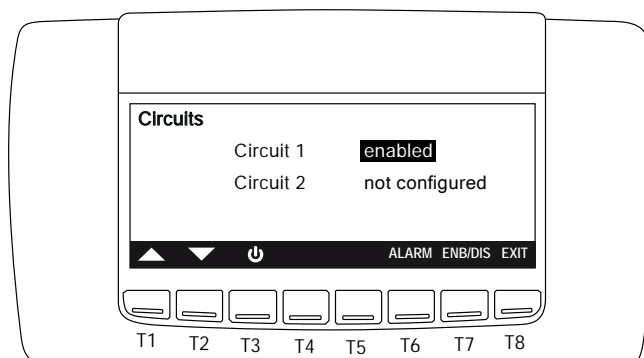 Circuits
Circuit 1 enabled
Circuit 2 not configured
ALARM ENB/DIS EXIT
T1 T2 T3 T4 T5 T6 T7 T8